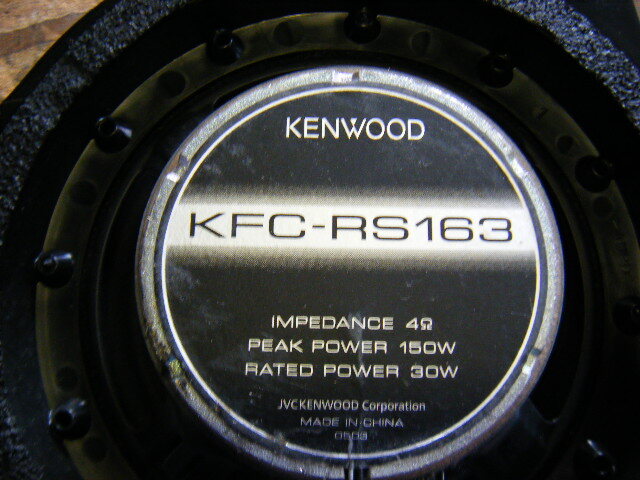 KENWOOD
KFC-RS163
IMPEDANCE 4Ω
PEAK POWER 150W
RATED POWER 30W
JVCKENWOOD Corporation
MADE IN CHINA